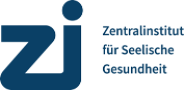 zi
Zentralinstitut
für Seelische
Gesundheit